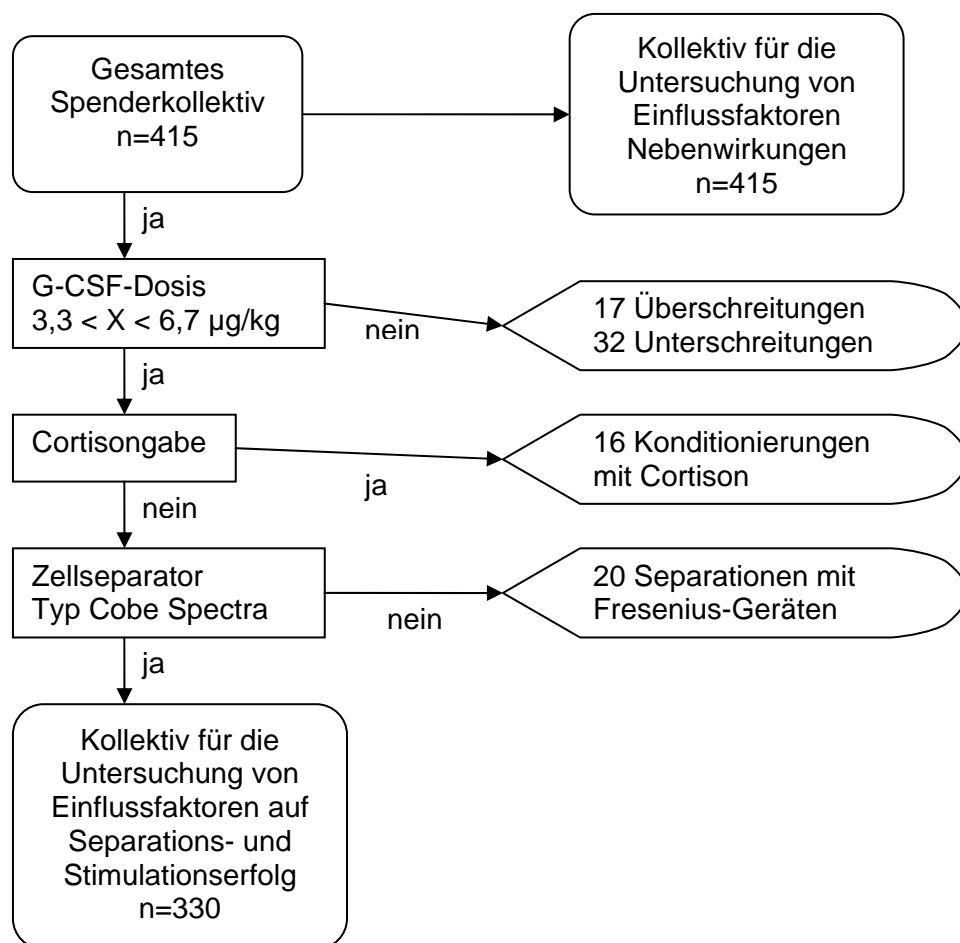 Gesamtes
Spenderkollektiv
n=415
Kollektiv für die
Untersuchung von
Einflussfaktoren
Nebenwirkungen
n=415
ja
G-CSF-Dosis
3,3 < X < 6,7 µg/kg
nein
17 Überschreitungen
32 Unterschreitungen
ja
Cortisongabe
ja
16 Konditionierungen
mit Cortison
nein
Zellseparator
Typ Cobe Spectra
nein
20 Separationen mit
Fresenius-Geräten
ja
Kollektiv für die
Untersuchung von
Einflussfaktoren auf
Separations- und
Stimulationserfolg
n=330